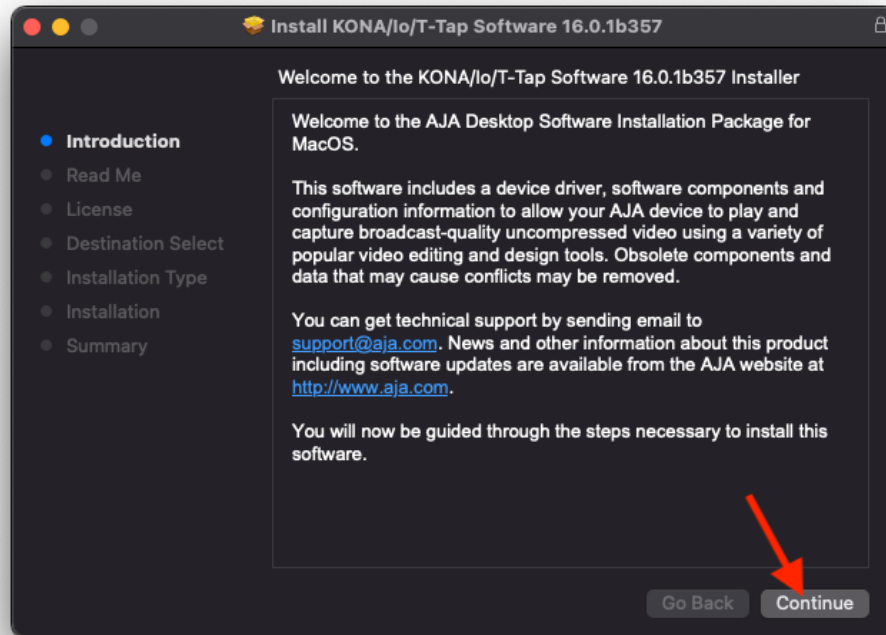 Install KONA/Io/T-Tap Software 16.0.1b357
Welcome to the KONA/Io/T-Tap Software 16.0.1b357 Installer
Introduction
Read Me
License
Destination Select
Installation Type
Installation
Summary
Welcome to the AJA Desktop Software Installation Package for
MacOS.
This software includes a device driver, software components and
configuration information to allow your AJA device to play and
capture broadcast-quality uncompressed video using a variety of
popular video editing and design tools. Obsolete components and
data that may cause conflicts may be removed.
You can get technical support by sending email to
support@aja.com. News and other information about this product
including software updates are available from the AJA website at
http://www.aja.com.
You will now be guided through the steps necessary to install this
software.
Go Back
Continue